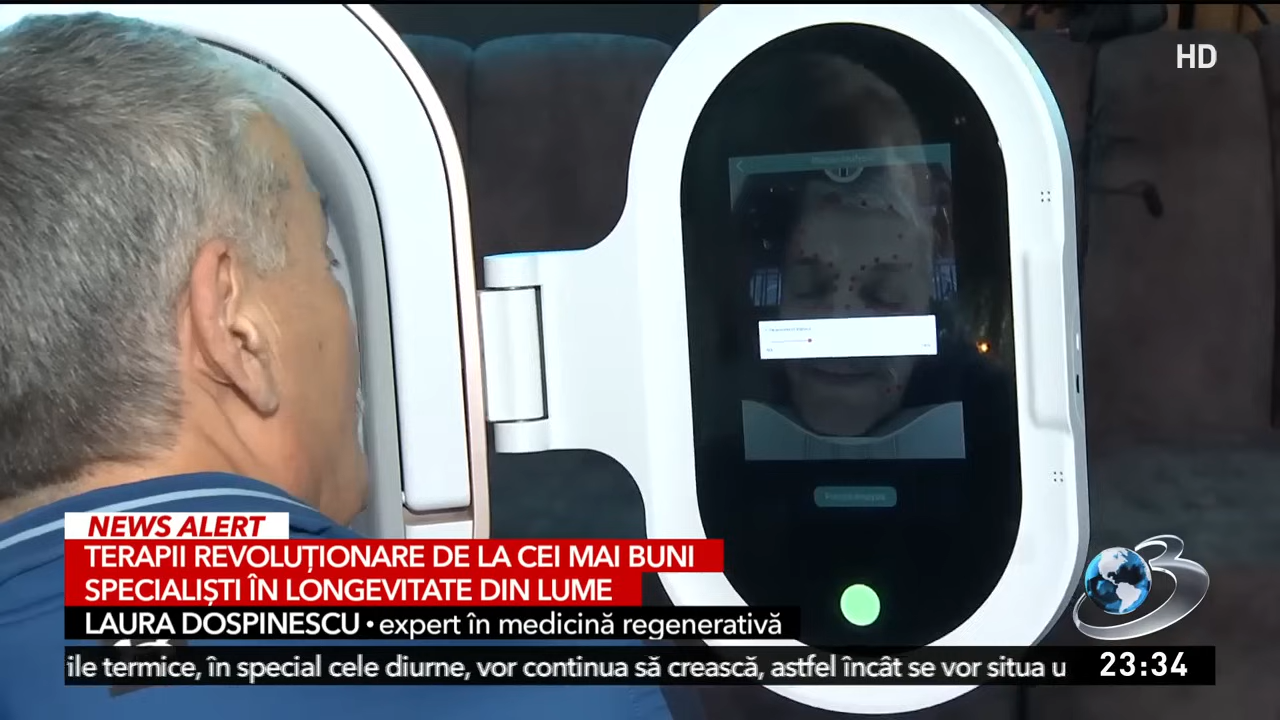 HD
NEWS ALERT
TERAPII REVOLUȚIONARE DE LA CEI MAI BUNI
SPECIALIȘTI ÎN LONGEVITATE DIN LUME
LAURA DOSPINESCU • expert în medicină regenerativă
ile termice, în special cele diurne, vor continua să crească, astfel încât se vor situa u
23:34